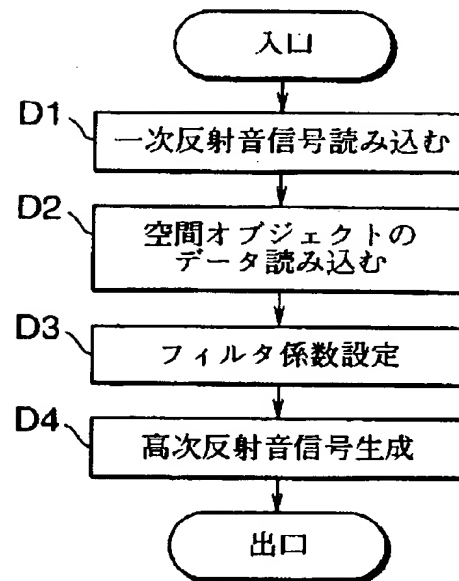 入口
D1
一次反射音信号読み込む
D2
空間オブジェクトの
データ読み込む
D3
フィルタ係数設定
D4
高次反射音信号生成
出口